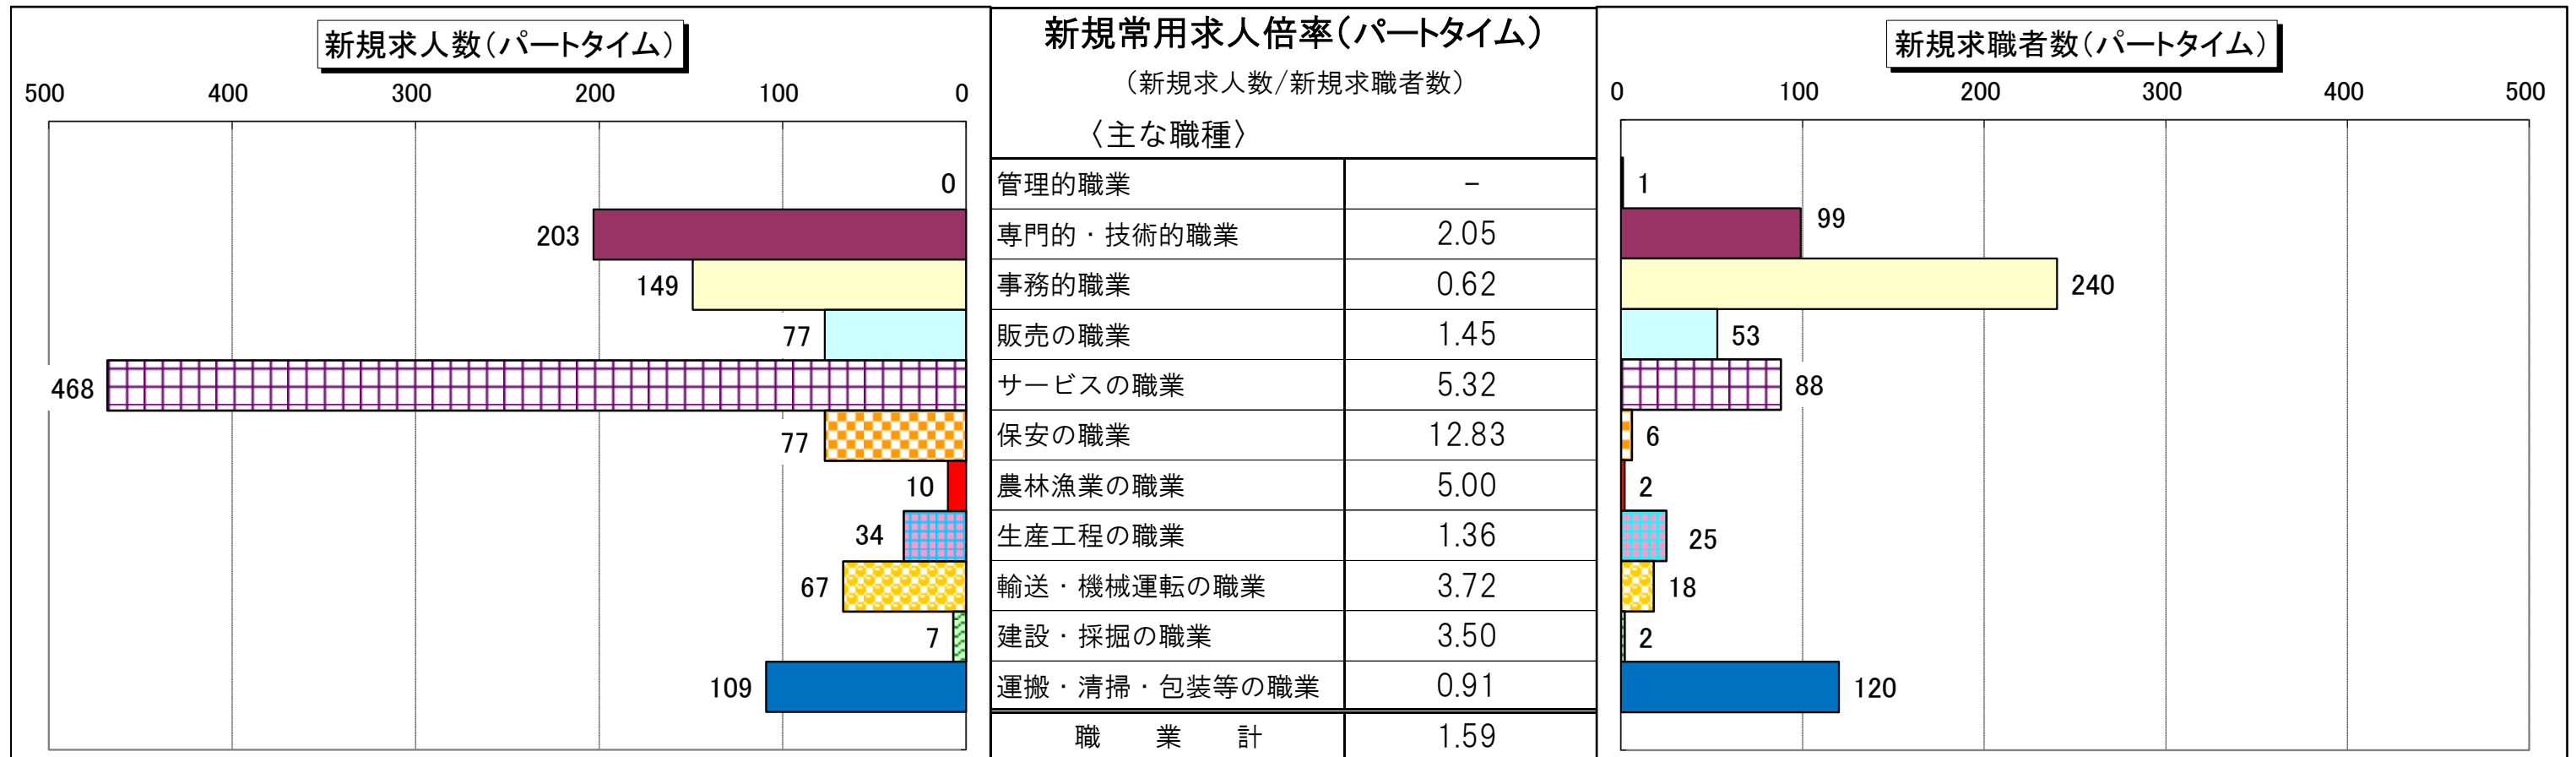 新規求人数(パートタイム)
500 400 300 200 100 0
0
203
149
77
468
77
10
34
67
7
109
新規常用求人倍率(パートタイム)
(新規求人数/新規求職者数)
〈主な職種〉
管理的職業 -
専門的・技術的職業 2.05
事務的職業 0.62
販売の職業 1.45
サービスの職業 5.32
保安の職業 12.83
農林漁業の職業 5.00
生産工程の職業 1.36
輸送・機械運転の職業 3.72
建設・採掘の職業 3.50
運搬・清掃・包装等の職業 0.91
職 業 計 1.59
新規求職者数(パートタイム)
0 100 200 300 400 500
1
99
240
53
88
6
2
25
18
2
120